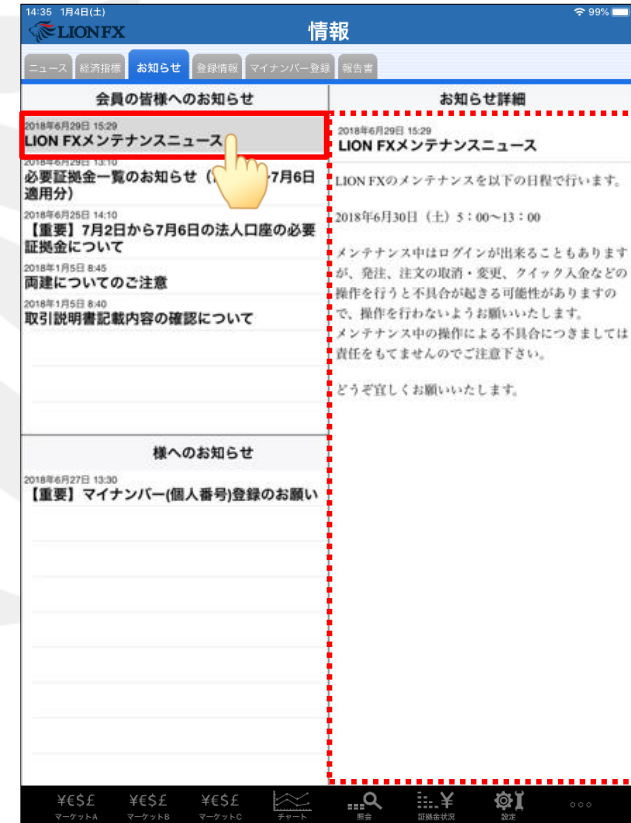 14:35 1月4日(土)
99%
LION FX
情報
ニュース
経済指標
お知らせ
登録情報
マイナンバー登録
報告書
会員の皆様へのお知らせ
2018年6月29日 15:29
LION FXメンテナンスニュース
2018年6月29日 13:10
必要証拠金一覧のお知らせ(
7月6日
適用分)
2018年6月25日 14:10
【重要】7月2日から7月6日の法人口座の必要
証拠金について
2018年1月5日 8:45
両建についてのご注意
2018年1月5日 8:40
取引説明書記載内容の確認について
様へのお知らせ
2018年6月27日 13:30
【重要】マイナンバー(個人番号)登録のお願い
お知らせ詳細
2018年6月29日 15:29
LION FXメンテナンスニュース
LION FXのメンテナンスを以下の日程で行います。
2018年6月30日(土)5:00〜13:00
メンテナンス中はログインが出来ることもあります
が、発注、注文の取消・変更、クイック入金などの
操作を行うと不具合が起きる可能性がありますの
で、操作を行わないようお願いいたします。
メンテナンス中の操作による不具合につきましては
責任をもてませんのでご注意下さい。
どうぞ宜しくお願いいたします。
¥€$£
マーケットA
¥€$£
マーケットB
¥€$£
マーケットC
チャート
照会
¥
証拠金状況
設定